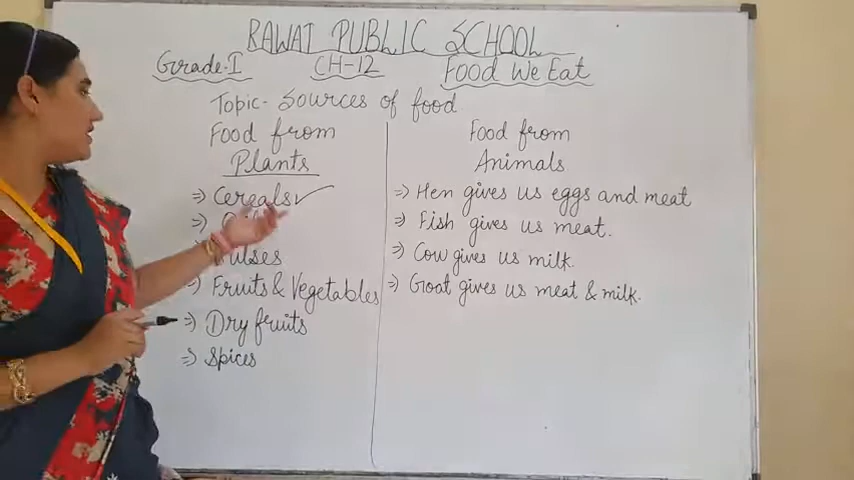 RAWAT PUBLIC SCHOOL
Grade-I CH-12 Food We Eat
Topic- Sources of food
Food from
Plants
⇒ Cereals ✓
⇒
Pulses
⇒ Fruits & Vegetables
⇒ Dry fruits
⇒ Spices
Food from
Animals
⇒ Hen gives us eggs and meat
⇒ Fish gives us meat.
⇒ Cow gives us milk.
⇒ Goat gives us meat & milk.